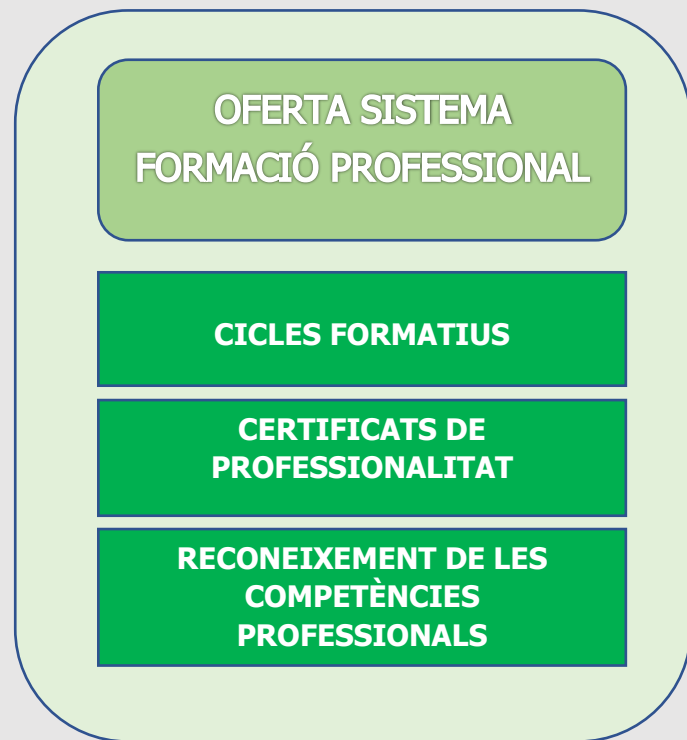 OFERTA SISTEMA
FORMACIÓ PROFESSIONAL
CICLES FORMATIUS
CERTIFICATS DE
PROFESSIONALITAT
RECONEIXEMENT DE LES
COMPETÈNCIES
PROFESSIONALS